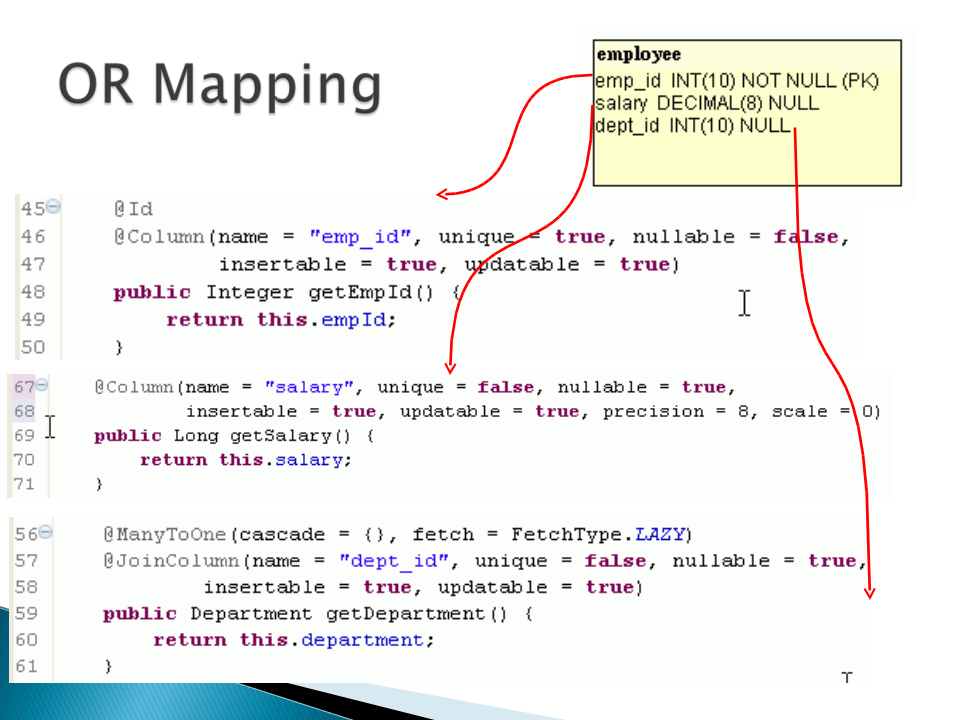 OR Mapping
employee
emp_id INT(10) NOT NULL (PK)
salary DECIMAL(8) NULL
dept_id INT(10) NULL
45 @Id
46 @Column(name = "emp_id", unique = true, nullable = false,
47 insertable = true, updatable = true)
48 public Integer getEmpId() {
49 return this.empId;
50 }
67 @Column(name = "salary", unique = false, nullable = true,
68 insertable = true, updatable = true, precision = 8, scale = 0)
69 public Long getSalary() {
70 return this.salary;
71 }
56 @ManyToOne(cascade = {}, fetch = FetchType.LAZY)
57 @JoinColumn(name = "dept_id", unique = false, nullable = true,
58 insertable = true, updatable = true)
59 public Department getDepartment() {
60 return this.department;
61 }